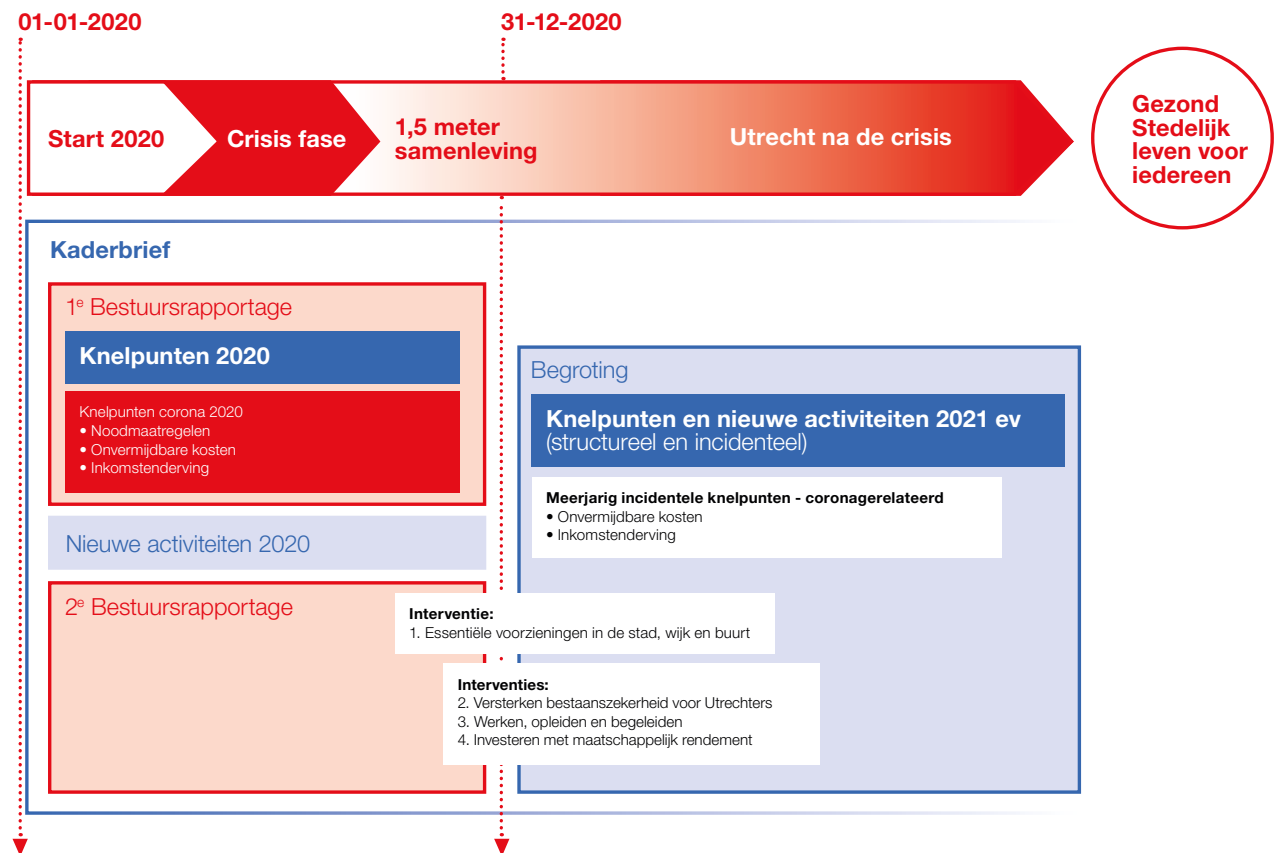 01-01-2020
31-12-2020
Start 2020
Crisis fase
1,5 meter
samenleving
Utrecht na de crisis
Gezond
Stedelijk
leven voor
iedereen
Kaderbrief
1e Bestuursrapportage
Knelpunten 2020
Knelpunten corona 2020
• Noodmaatregelen
• Onvermijdbare kosten
• Inkomstenderving
Nieuwe activiteiten 2020
2e Bestuursrapportage
Begroting
Knelpunten en nieuwe activiteiten 2021 ev
(structureel en incidenteel)
Meerjarig incidentele knelpunten - coronagerelateerd
• Onvermijdbare kosten
• Inkomstenderving
Interventie:
1. Essentiële voorzieningen in de stad, wijk en buurt
Interventies:
2. Versterken bestaanszekerheid voor Utrechters
3. Werken, opleiden en begeleiden
4. Investeren met maatschappelijk rendement